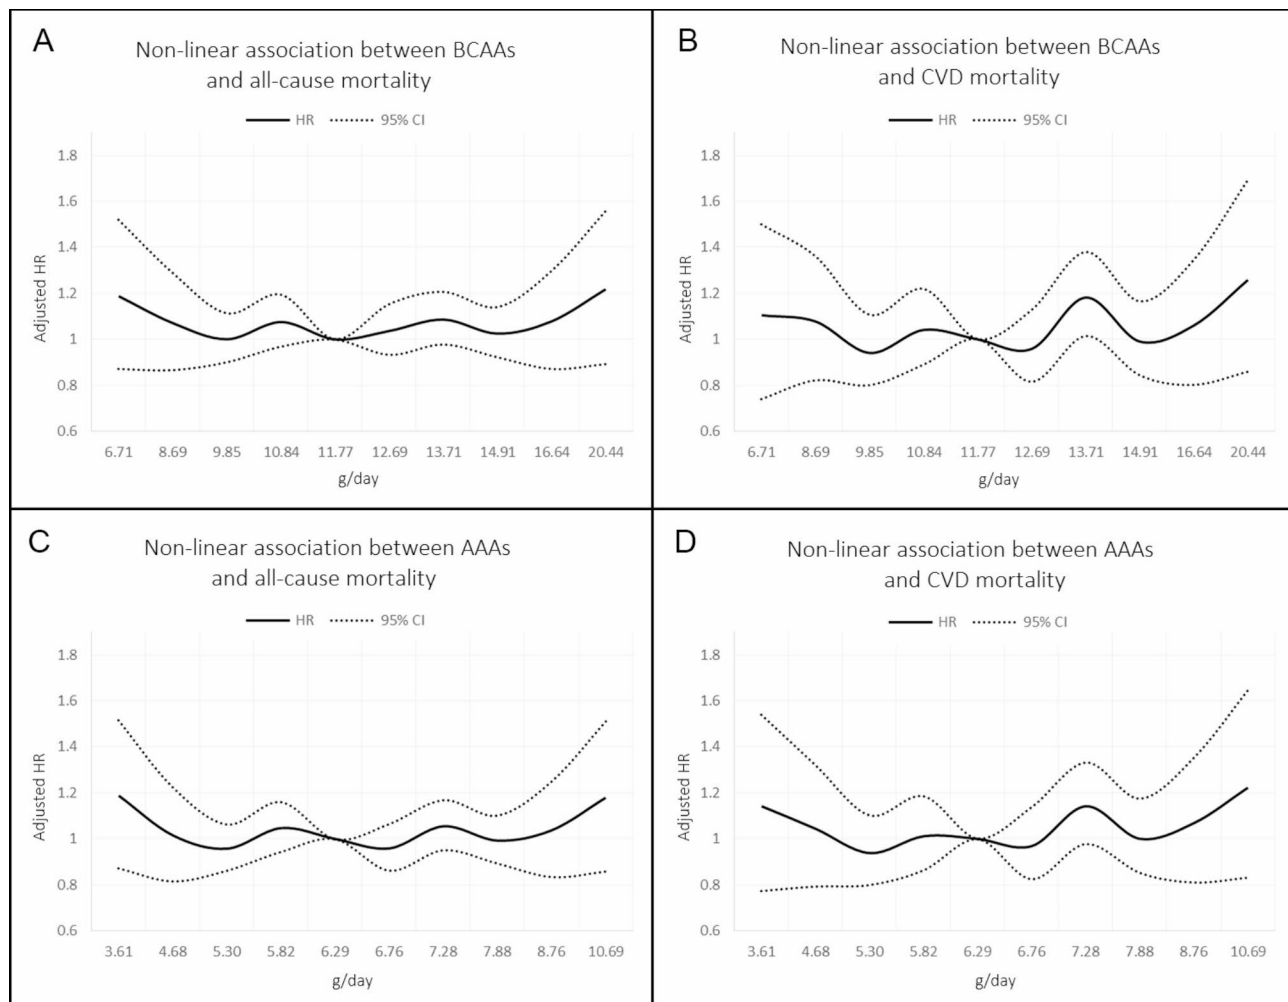 A
Non-linear association between BCAAs
and all-cause mortality
HR 95% CI
Adjusted HR
1.8
1.6
1.4
1.2
1
0.8
0.6
6.71 8.69 9.85 10.84 11.77 12.69 13.71 14.91 16.64 20.44
g/day
B
Non-linear association between BCAAs
and CVD mortality
HR 95% CI
Adjusted HR
1.8
1.6
1.4
1.2
1
0.8
0.6
6.71 8.69 9.85 10.84 11.77 12.69 13.71 14.91 16.64 20.44
g/day
C
Non-linear association between AAAs
and all-cause mortality
HR 95% CI
Adjusted HR
1.8
1.6
1.4
1.2
1
0.8
0.6
3.61 4.68 5.30 5.82 6.29 6.76 7.28 7.88 8.76 10.69
g/day
D
Non-linear association between AAAs
and CVD mortality
HR 95% CI
Adjusted HR
1.8
1.6
1.4
1.2
1
0.8
0.6
3.61 4.68 5.30 5.82 6.29 6.76 7.28 7.88 8.76 10.69
g/day